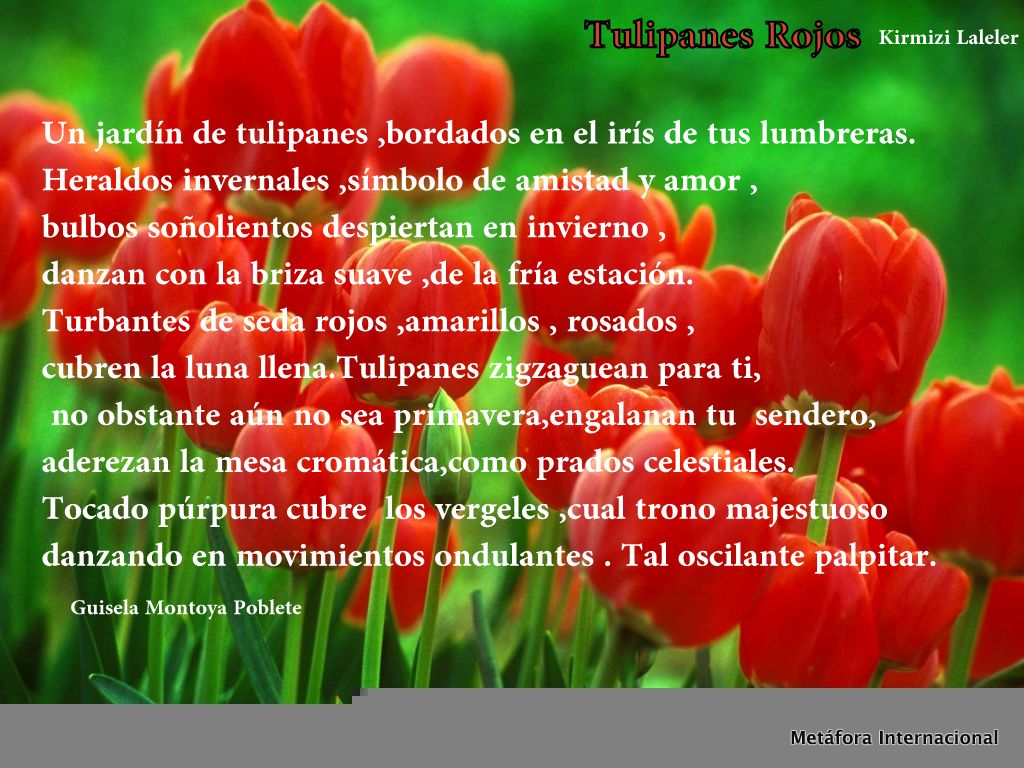 Tulipanes Rojos Kirmizi Laleler
Un jardín de tulipanes ,bordados en el irís de tus lumbreras.
Heraldos invernales ,símbolo de amistad y amor ,
bulbos soñolientos despiertan en invierno ,
danzan con la briza suave ,de la fría estación.
Turbantes de seda rojos ,amarillos , rosados ,
cubren la luna llena.Tulipanes zigzaguean para ti,
no obstante aún no sea primavera,engalanan tu  sendero,
aderezan la mesa cromática,como prados celestiales.
Tocado púrpura cubre  los vergeles ,cual trono majestuoso
danzando en movimientos ondulantes . Tal oscilante palpitar.
Guisela Montoya Poblete
Metáfora Internacional